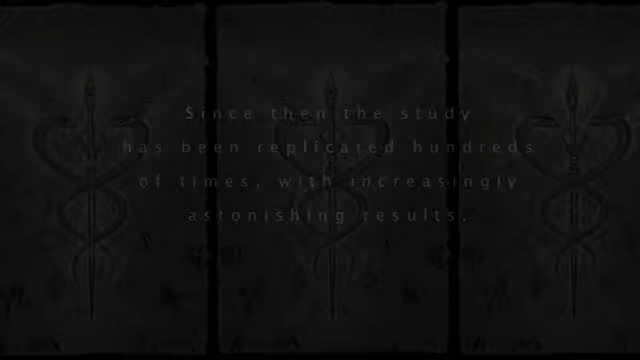 Since then the study
has been replicated hundreds
of times, with increasingly
astonishing results.